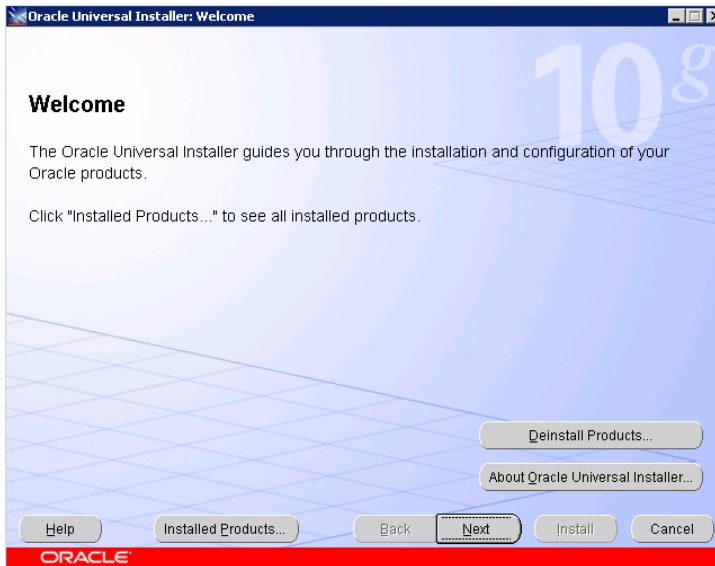 Oracle Universal Installer: Welcome
10g
Welcome
The Oracle Universal Installer guides you through the installation and configuration of your
Oracle products.
Click "Installed Products..." to see all installed products.
Deinstall Products...
About Oracle Universal Installer...
Help
Installed Products...
Back
Next
Install
Cancel
ORACLE